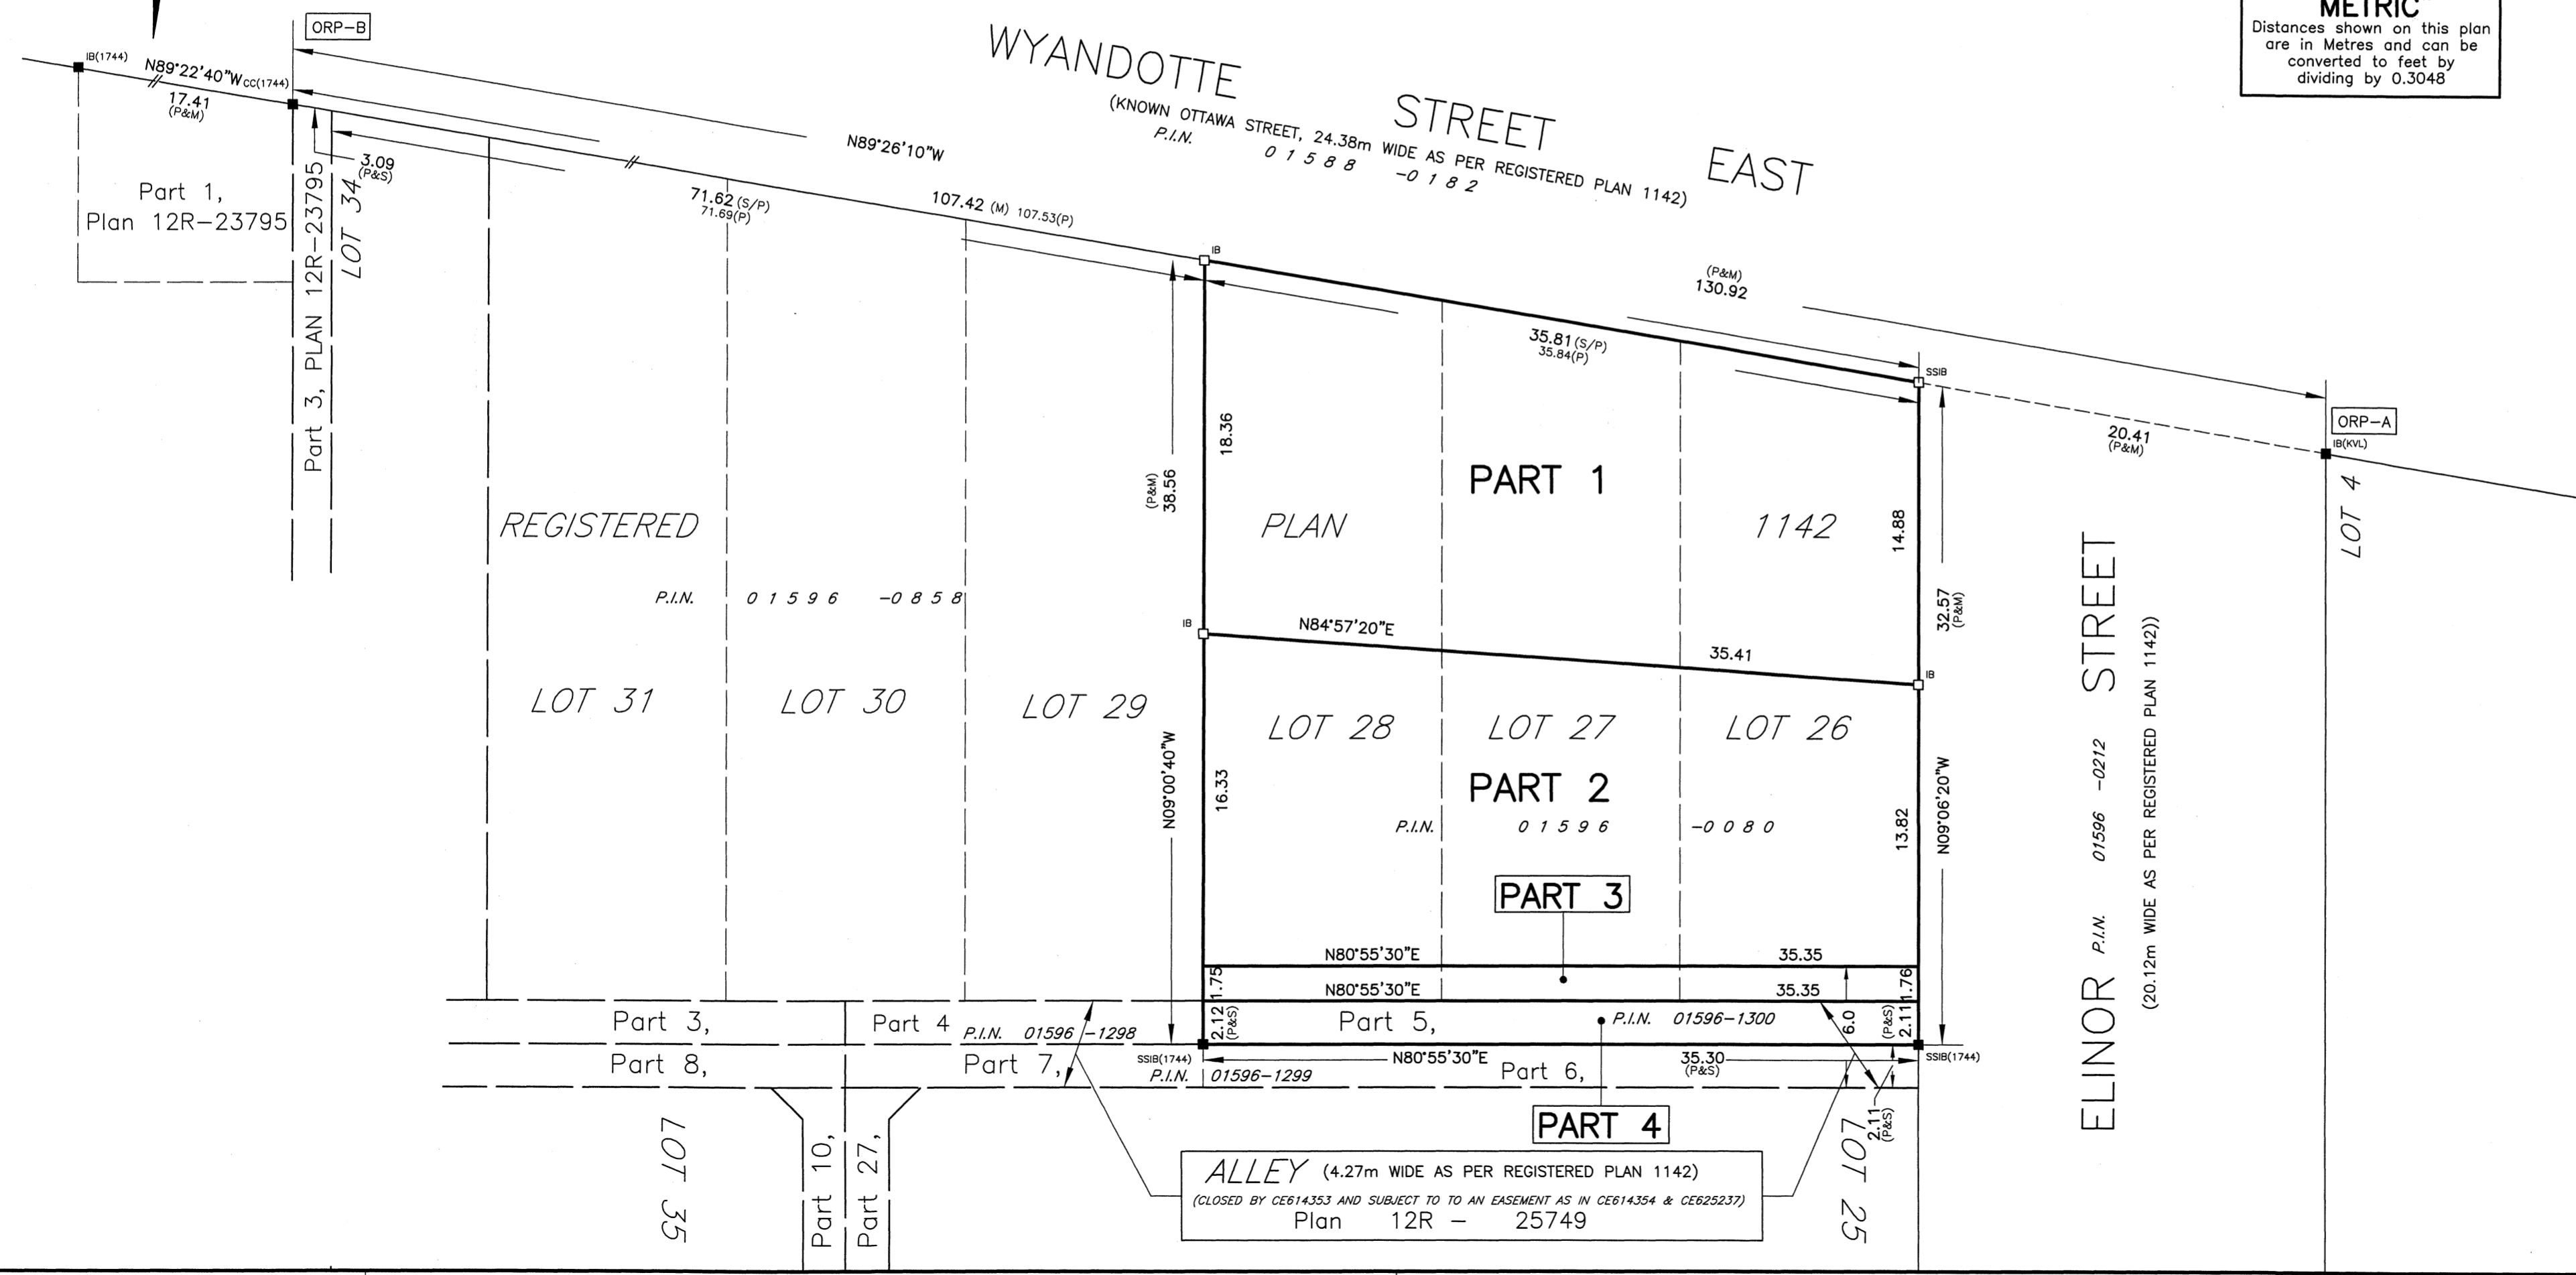 METRIC
Distances shown on this plan
are in Metres and can be
converted to feet by
dividing by 0.3048
ORP-B
IB(1744)
N89°22'40"W
CC(1744)
17.41
(P&M)
3.09
(P&S)
Part 1,
Plan 12R-23795
Part 3, PLAN 12R-23795
LOT 34
WYANDOTTE STREET EAST
(KNOWN OTTAWA STREET, 24.38m WIDE AS PER REGISTERED PLAN 1142)
P.I.N. 01588 -0182
N89°26'10"W
71.62 (S/P)
71.69(P)
107.42 (M) 107.53(P)
IB
(P&M)
130.92
35.81 (S/P)
35.84(P)
SSIB
20.41
(P&M)
ORP-A
IB(KVL)
LOT 4
18.36
(P&M)
38.56
PART 1
14.88
32.57
(P&M)
REGISTERED PLAN 1142
P.I.N. 01596 -0858
IB
N84°57'20"E
35.41
IB
LOT 31
LOT 30
LOT 29
LOT 28
LOT 27
LOT 26
N09°00'40"W
16.33
PART 2
P.I.N. 01596 -0080
13.82
N09°06'20"W
ELINOR STREET
P.I.N. 01596 -0212
(20.12m WIDE AS PER REGISTERED PLAN 1142))
PART 3
N80°55'30"E
35.35
1.75
1.76
N80°55'30"E
35.35
2.12
(P&S)
Part 3,
Part 4
P.I.N. 01596 -1298
Part 5,
P.I.N. 01596-1300
6.0
(P&S)
2.11
Part 8,
Part 7,
SSIB(1744)
N80°55'30"E
35.30
(P&S)
SSIB(1744)
P.I.N. 01596-1299
Part 6,
2.11
(P&S)
PART 4
LOT 35
Part 10,
Part 27,
LOT 25
ALLEY (4.27m WIDE AS PER REGISTERED PLAN 1142)
(CLOSED BY CE614353 AND SUBJECT TO TO AN EASEMENT AS IN CE614354 & CE625237)
Plan 12R - 25749